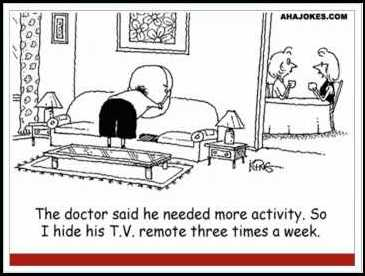 AHAJOKES.COM
The doctor said he needed more activity. So
I hide his T.V. remote three times a week.